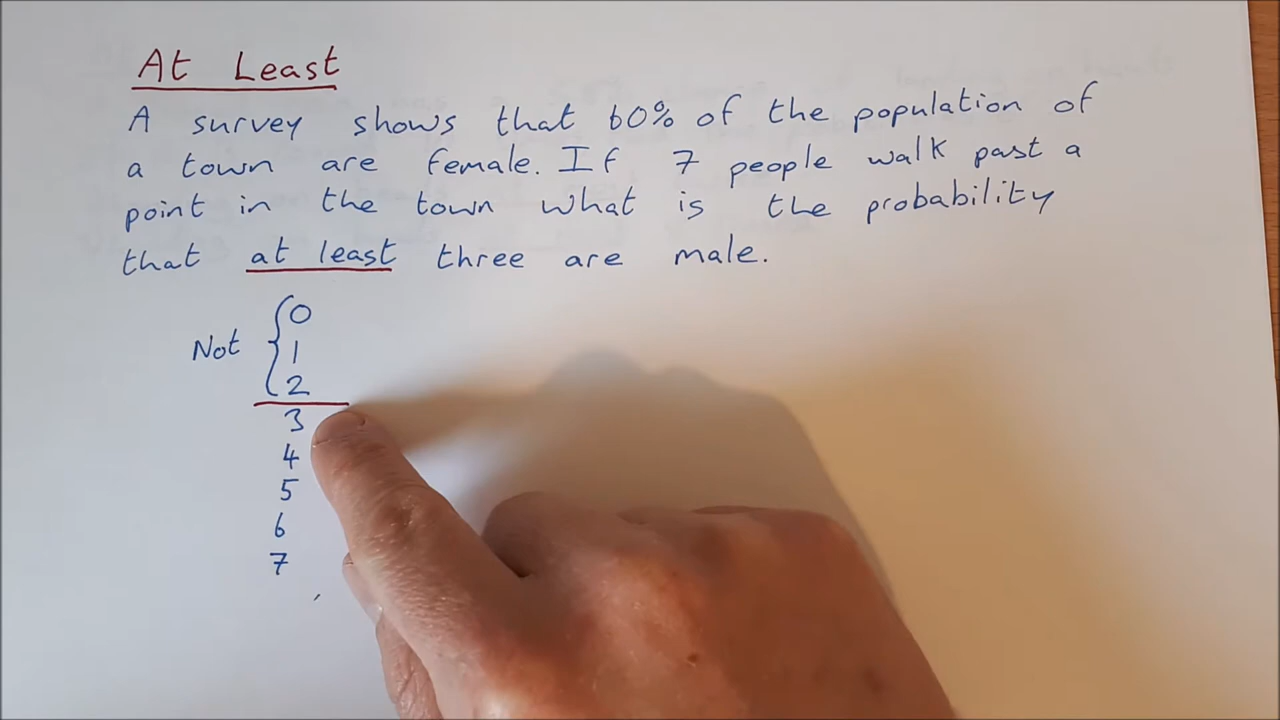 At Least
A survey shows that 60% of the population of
a town are female. If 7 people walk past a
point in the town what is the probability
that at least three are male.
0
Not { 1
2
3
4
5
6
7